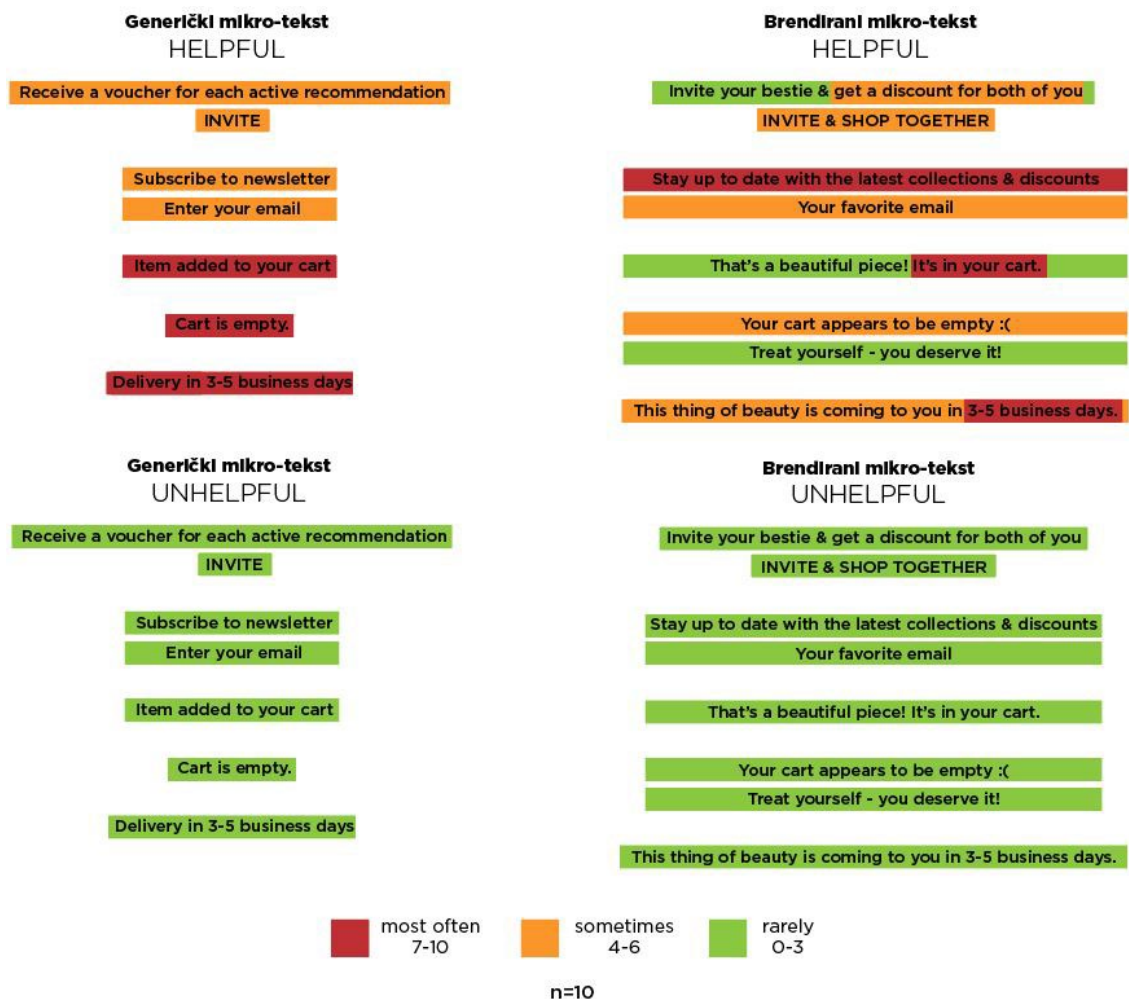 Generički mikro-tekst
HELPFUL
Receive a voucher for each active recommendation
INVITE
Subscribe to newsletter
Enter your email
Item added to your cart
Cart is empty.
Delivery in 3-5 business days
Brendirani mikro-tekst
HELPFUL
Invite your bestie & get a discount for both of you
INVITE & SHOP TOGETHER
Stay up to date with the latest collections & discounts
Your favorite email
That's a beautiful piece! It's in your cart.
Your cart appears to be empty :(
Treat yourself - you deserve it!
This thing of beauty is coming to you in 3-5 business days.
Generički mikro-tekst
UNHELPFUL
Receive a voucher for each active recommendation
INVITE
Subscribe to newsletter
Enter your email
Item added to your cart
Cart is empty.
Delivery in 3-5 business days
Brendirani mikro-tekst
UNHELPFUL
Invite your bestie & get a discount for both of you
INVITE & SHOP TOGETHER
Stay up to date with the latest collections & discounts
Your favorite email
That's a beautiful piece! It's in your cart.
Your cart appears to be empty :(
Treat yourself - you deserve it!
This thing of beauty is coming to you in 3-5 business days.
most often
7-10
sometimes
4-6
rarely
0-3
n=10